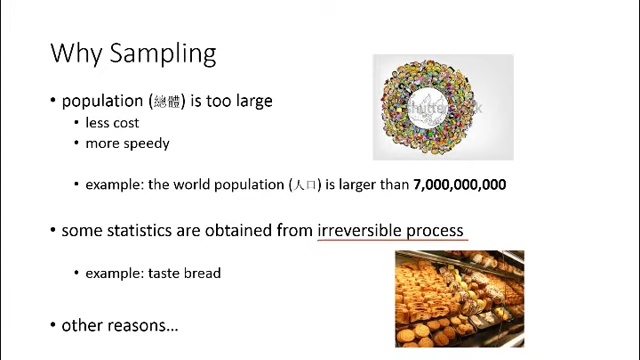 Why Sampling
• population (總體) is too large
• less cost
• more speedy
• example: the world population (人口) is larger than 7,000,000,000
• some statistics are obtained from irreversible process
• example: taste bread
• other reasons...